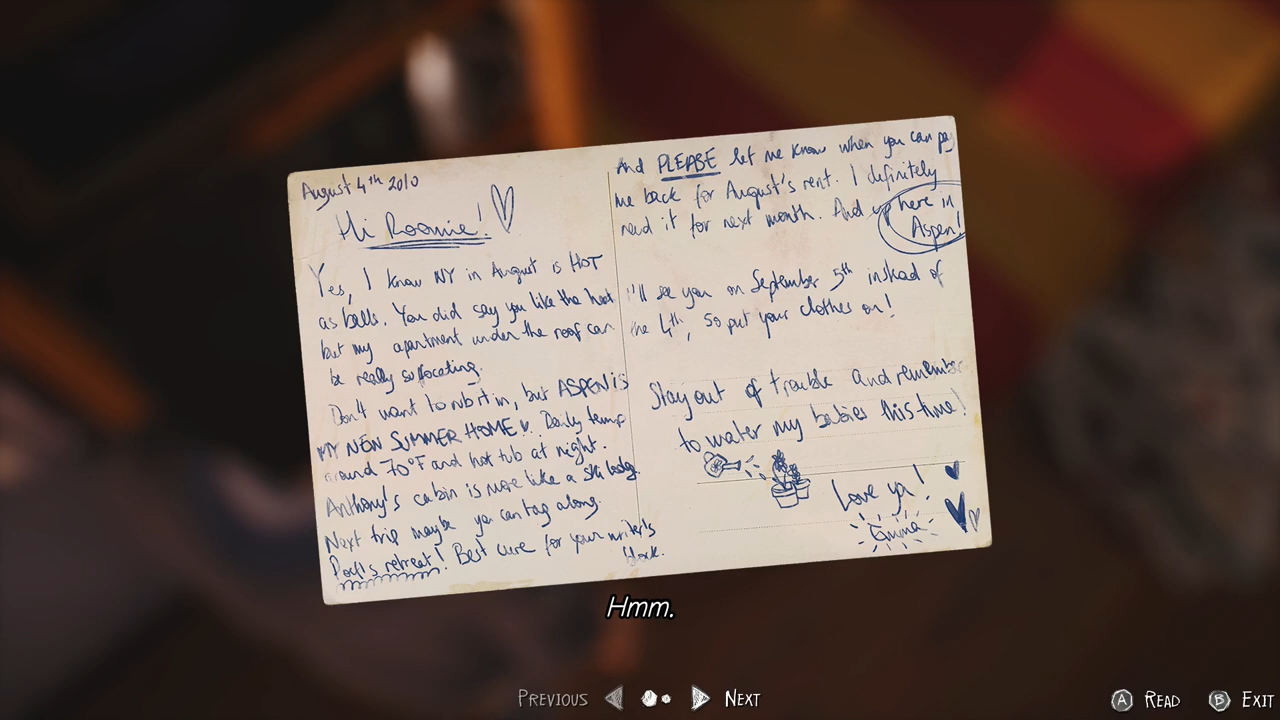 August 4th 2010
Hi Roomie!
Yes, I know NY in August is HOT
as balls. You did say you like the heat
but my apartment under the roof can
be really soffocating.
Don't want to rub it in, but ASPEN IS
MY NEW SUMMER HOME. Daily temp
around 70°F and hot tub at night.
Anthony's cabin is more like a ski lodge.
Next trip maybe you can tag along.
Poet's retreat! Best cure for your writer's
block.
And PLEASE let me know when you can pay
me back for August's rent. I definitely
need it for next month. And up here in
Aspen!
I'll see you on September 5th instead of
the 4th, so put your clothes on!
Stay out of trouble and remember
to water my babies this time!
Love ya!
Emma
Hmm.
PREVIOUS NEXT
A READ B EXIT